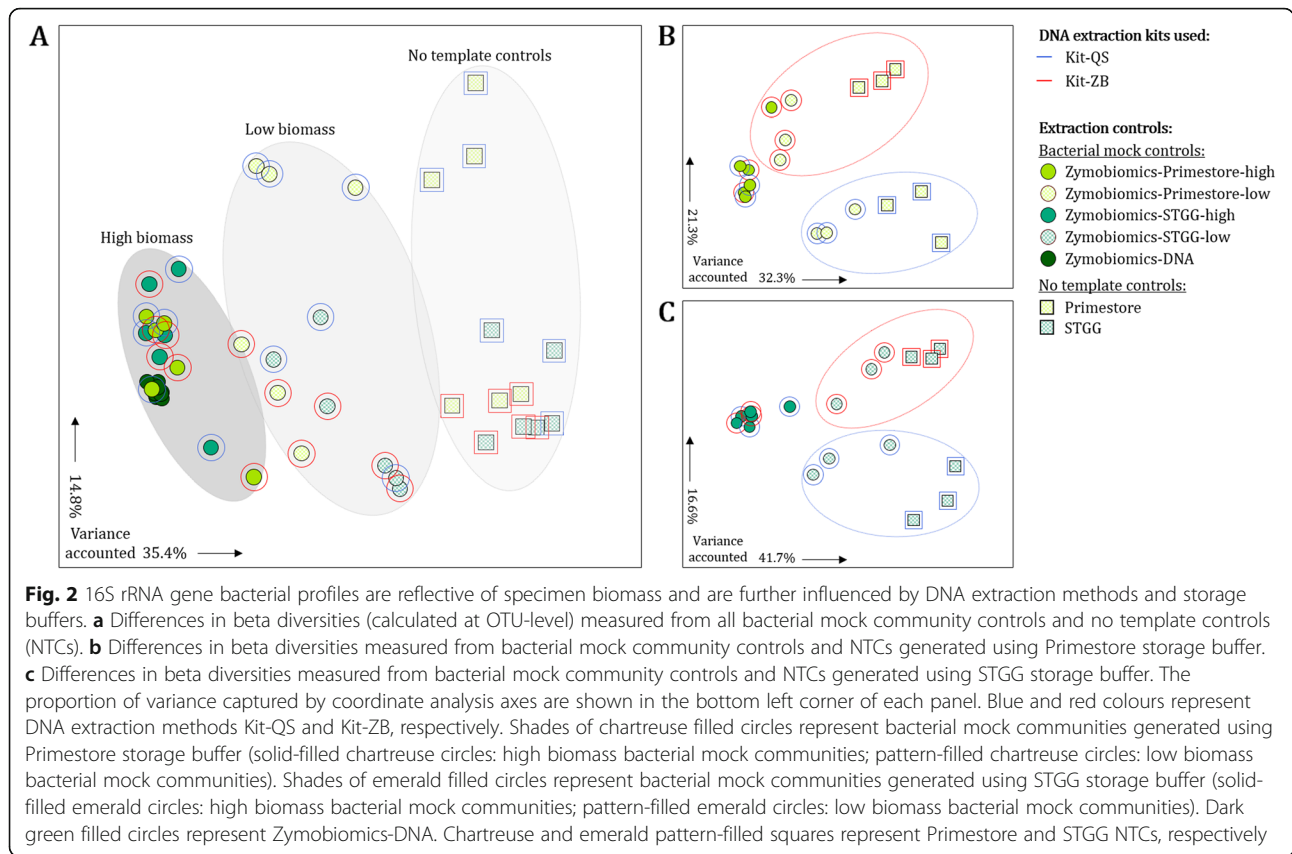 A
No template controls
Low biomass
High biomass
14.8%
Variance
accounted 35.4%
B
21.3%
Variance
accounted 32.3%
C
16.6%
Variance
accounted 41.7%
DNA extraction kits used:
Kit-QS
Kit-ZB
Extraction controls:
Bacterial mock controls:
Zymobiomics-Primestore-high
Zymobiomics-Primestore-low
Zymobiomics-STGG-high
Zymobiomics-STGG-low
Zymobiomics-DNA
No template controls:
Primestore
STGG
Fig. 2 16S rRNA gene bacterial profiles are reflective of specimen biomass and are further influenced by DNA extraction methods and storage
buffers. a Differences in beta diversities (calculated at OTU-level) measured from all bacterial mock community controls and no template controls
(NTCs). b Differences in beta diversities measured from bacterial mock community controls and NTCs generated using Primestore storage buffer.
c Differences in beta diversities measured from bacterial mock community controls and NTCs generated using STGG storage buffer. The
proportion of variance captured by coordinate analysis axes are shown in the bottom left corner of each panel. Blue and red colours represent
DNA extraction methods Kit-QS and Kit-ZB, respectively. Shades of chartreuse filled circles represent bacterial mock communities generated using
Primestore storage buffer (solid-filled chartreuse circles: high biomass bacterial mock communities; pattern-filled chartreuse circles: low biomass
bacterial mock communities). Shades of emerald filled circles represent bacterial mock communities generated using STGG storage buffer (solid-
filled emerald circles: high biomass bacterial mock communities; pattern-filled emerald circles: low biomass bacterial mock communities). Dark
green filled circles represent Zymobiomics-DNA. Chartreuse and emerald pattern-filled squares represent Primestore and STGG NTCs, respectively